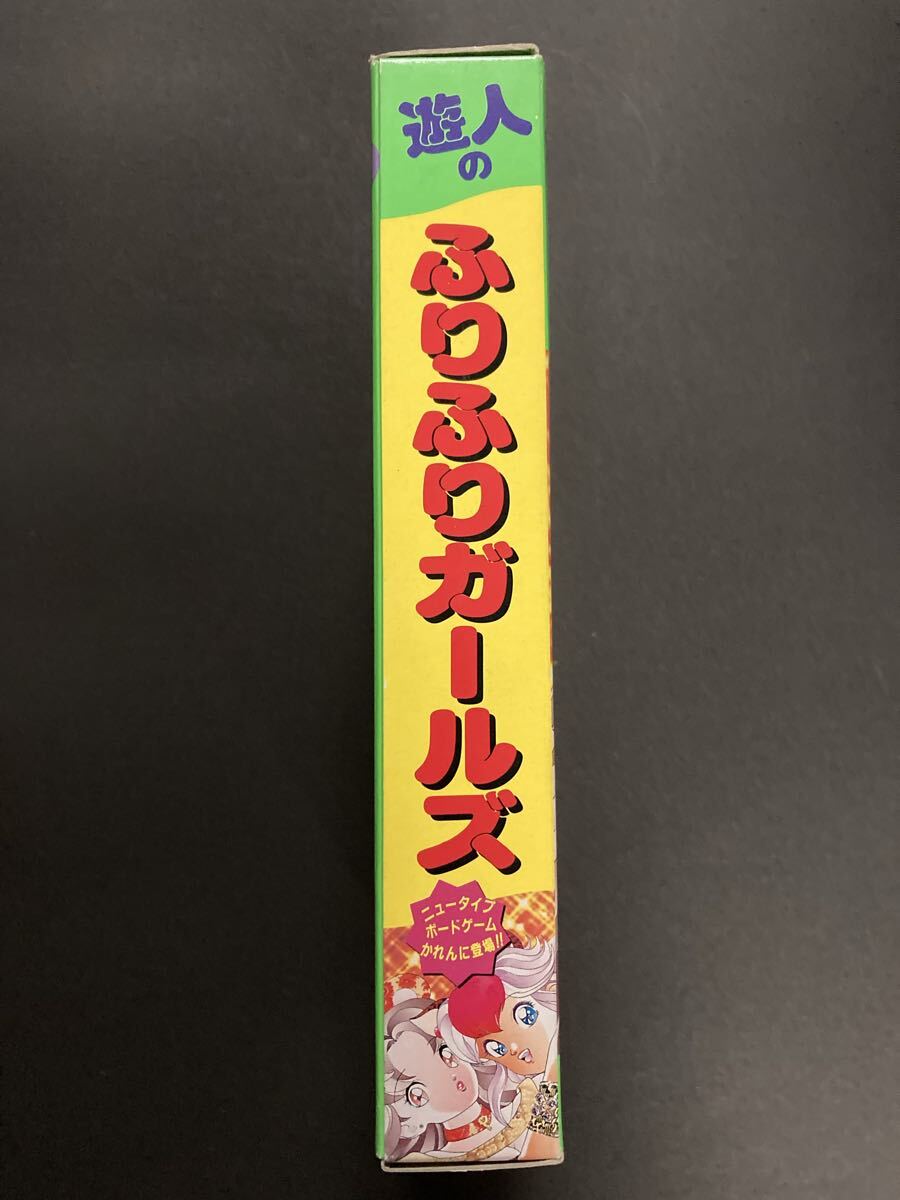 遊人の
ふりふりガールズ
ニュータイプ
ボードゲーム
かれんに登場!!